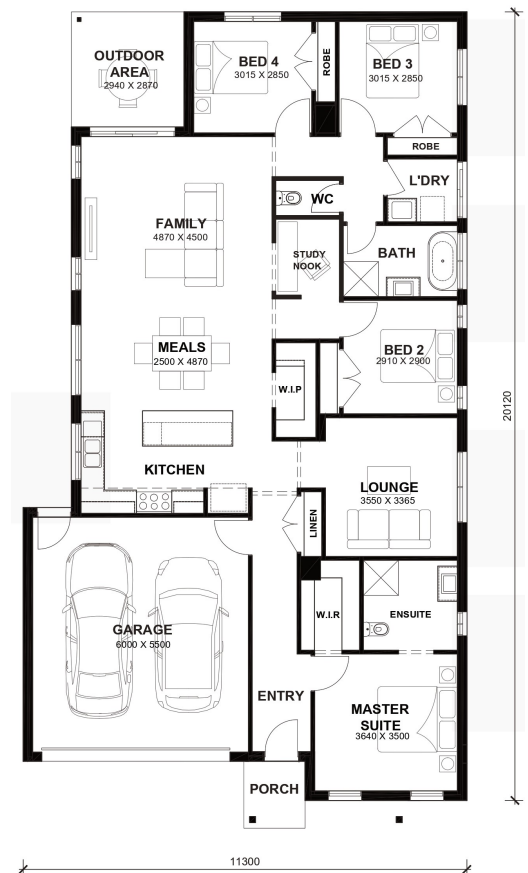 OUTDOOR
AREA
2940 X 2870
BED 4
3015 X 2850
ROBE
BED 3
3015 X 2850
ROBE
L'DRY
WC
FAMILY
4870 X 4500
STUDY
NOOK
BATH
MEALS
2500 X 4870
BED 2
2910 X 2900
W.I.P
20120
KITCHEN
LOUNGE
3550 X 3365
LINEN
GARAGE
6000 X 5500
W.I.R
ENSUITE
ENTRY
MASTER
SUITE
3640 X 3500
PORCH
11300